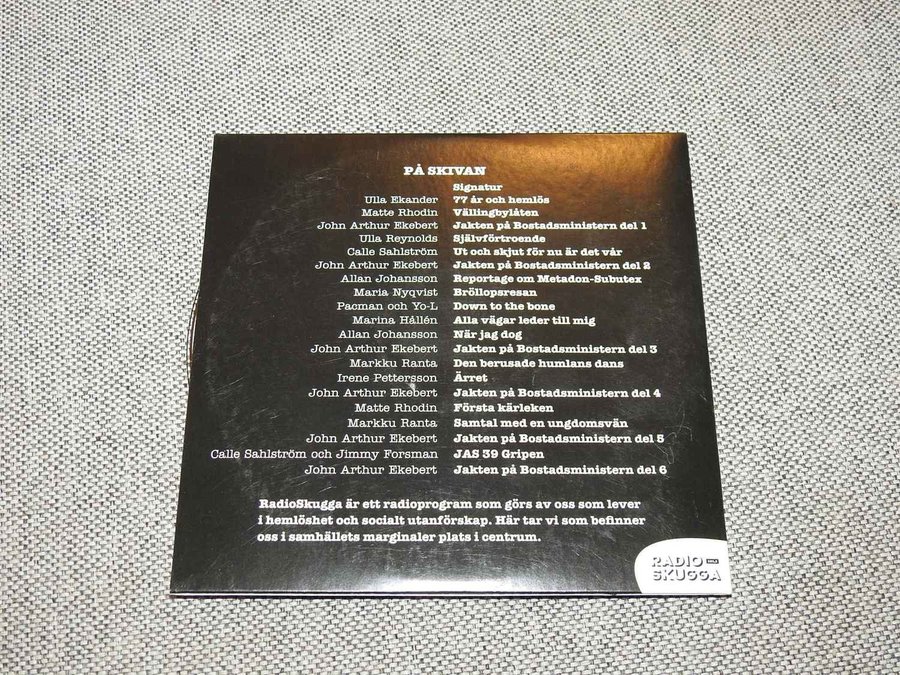 PÅ SKIVAN
Signatur
Ulla Ekander 77 år och hemlös
Matte Rhodin Vällingbylåten
John Arthur Ekebert Jakten på Bostadsministern del 1
Ulla Reynolds Självförtroende
Calle Sahlström Ut och skjut för nu är det vår
John Arthur Ekebert Jakten på Bostadsministern del 2
Allan Johansson Reportage om Metadon-Subutex
Maria Nyqvist Bröllopsresan
Pacman och Yo-L Down to the bone
Marina Hållén Alla vägar leder till mig
Allan Johansson När jag dog
John Arthur Ekebert Jakten på Bostadsministern del 3
Markku Ranta Den berusade humlans dans
Irene Pettersson Ärret
John Arthur Ekebert Jakten på Bostadsministern del 4
Matte Rhodin Första kärleken
Markku Ranta Samtal med en ungdomsvän
John Arthur Ekebert Jakten på Bostadsministern del 5
Calle Sahlström och Jimmy Forsman JAS 39 Gripen
John Arthur Ekebert Jakten på Bostadsministern del 6
RadioSkugga är ett radioprogram som görs av oss som lever
i hemlöshet och socialt utanförskap. Här tar vi som befinner
oss i samhällets marginaler plats i centrum.
RADIO
SKUGGA